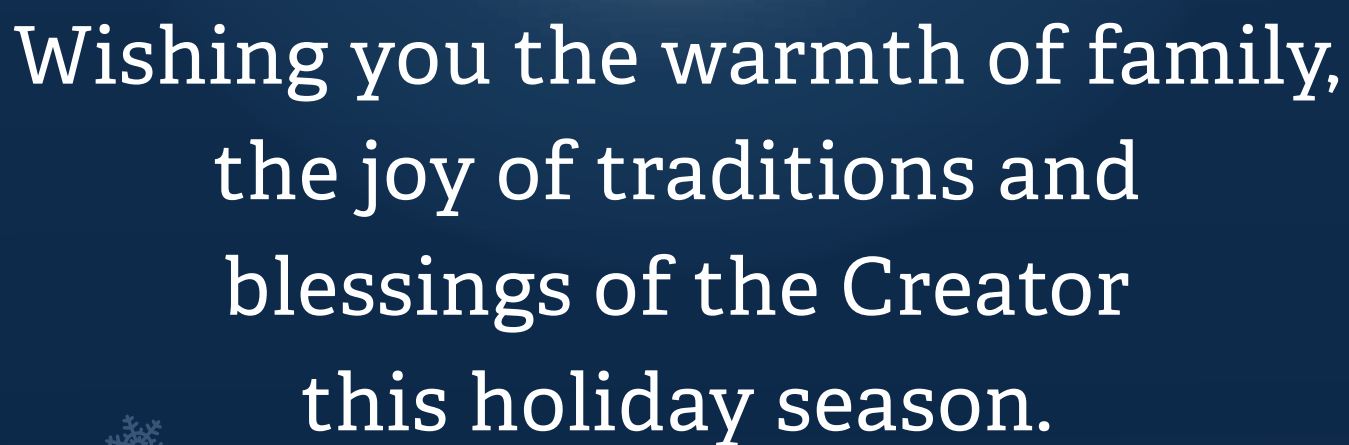 Wishing you the warmth of family,
the joy of traditions and
blessings of the Creator
this holiday season.